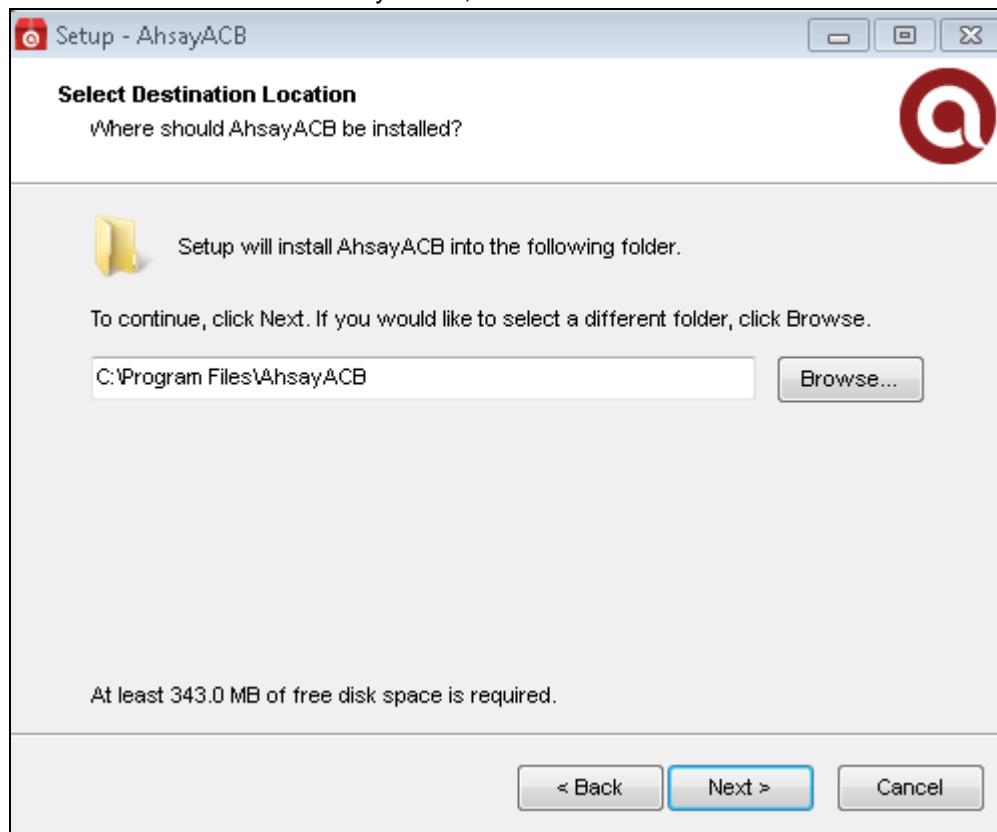 Setup - AhsayACB
Select Destination Location
Where should AhsayACB be installed?
Setup will install AhsayACB into the following folder.
To continue, click Next. If you would like to select a different folder, click Browse.
C:\Program Files\AhsayACB
Browse...
At least 343.0 MB of free disk space is required.
< Back
Next >
Cancel